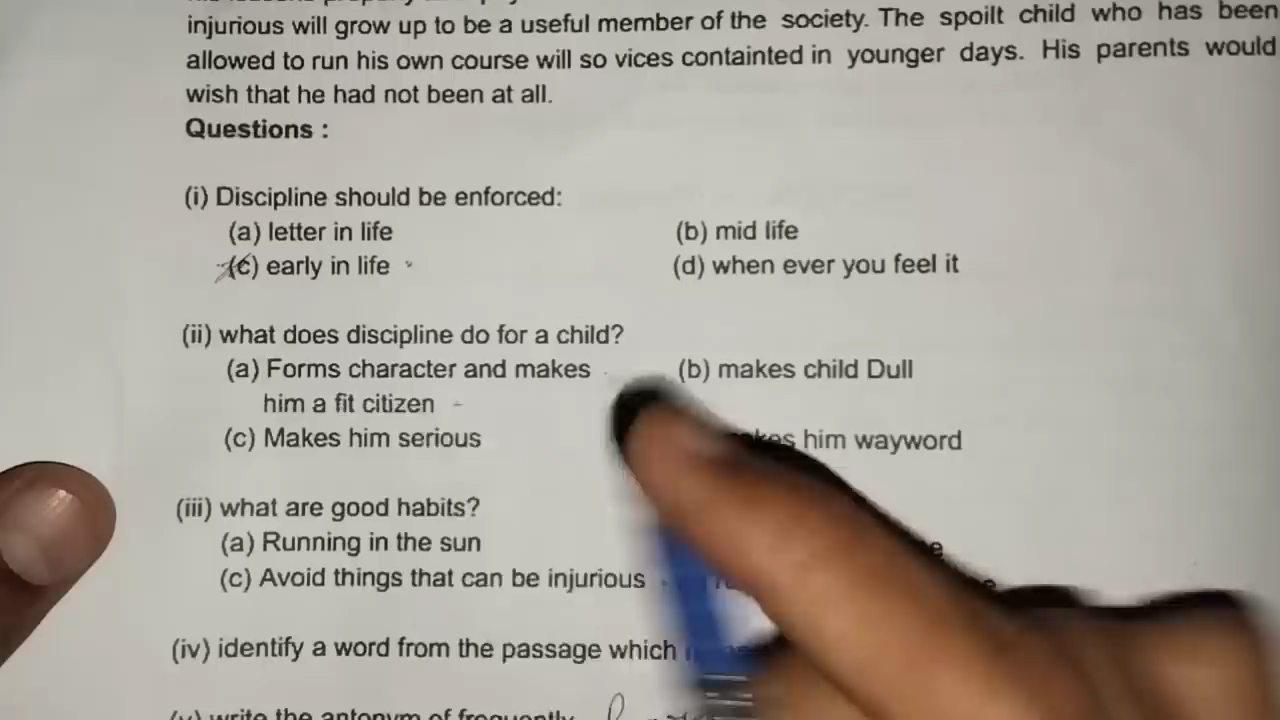 injurious will grow up to be a useful member of the society. The spoilt child who has been
allowed to run his own course will so vices containted in younger days. His parents would
wish that he had not been at all.
Questions :
(i) Discipline should be enforced:
(a) letter in life (b) mid life
(c) early in life (d) when ever you feel it
(ii) what does discipline do for a child?
(a) Forms character and makes (b) makes child Dull
him a fit citizen
(c) Makes him serious him wayword
(iii) what are good habits?
(a) Running in the sun
(c) Avoid things that can be injurious
(iv) identify a word from the passage which
(v) write the antonym of frequently